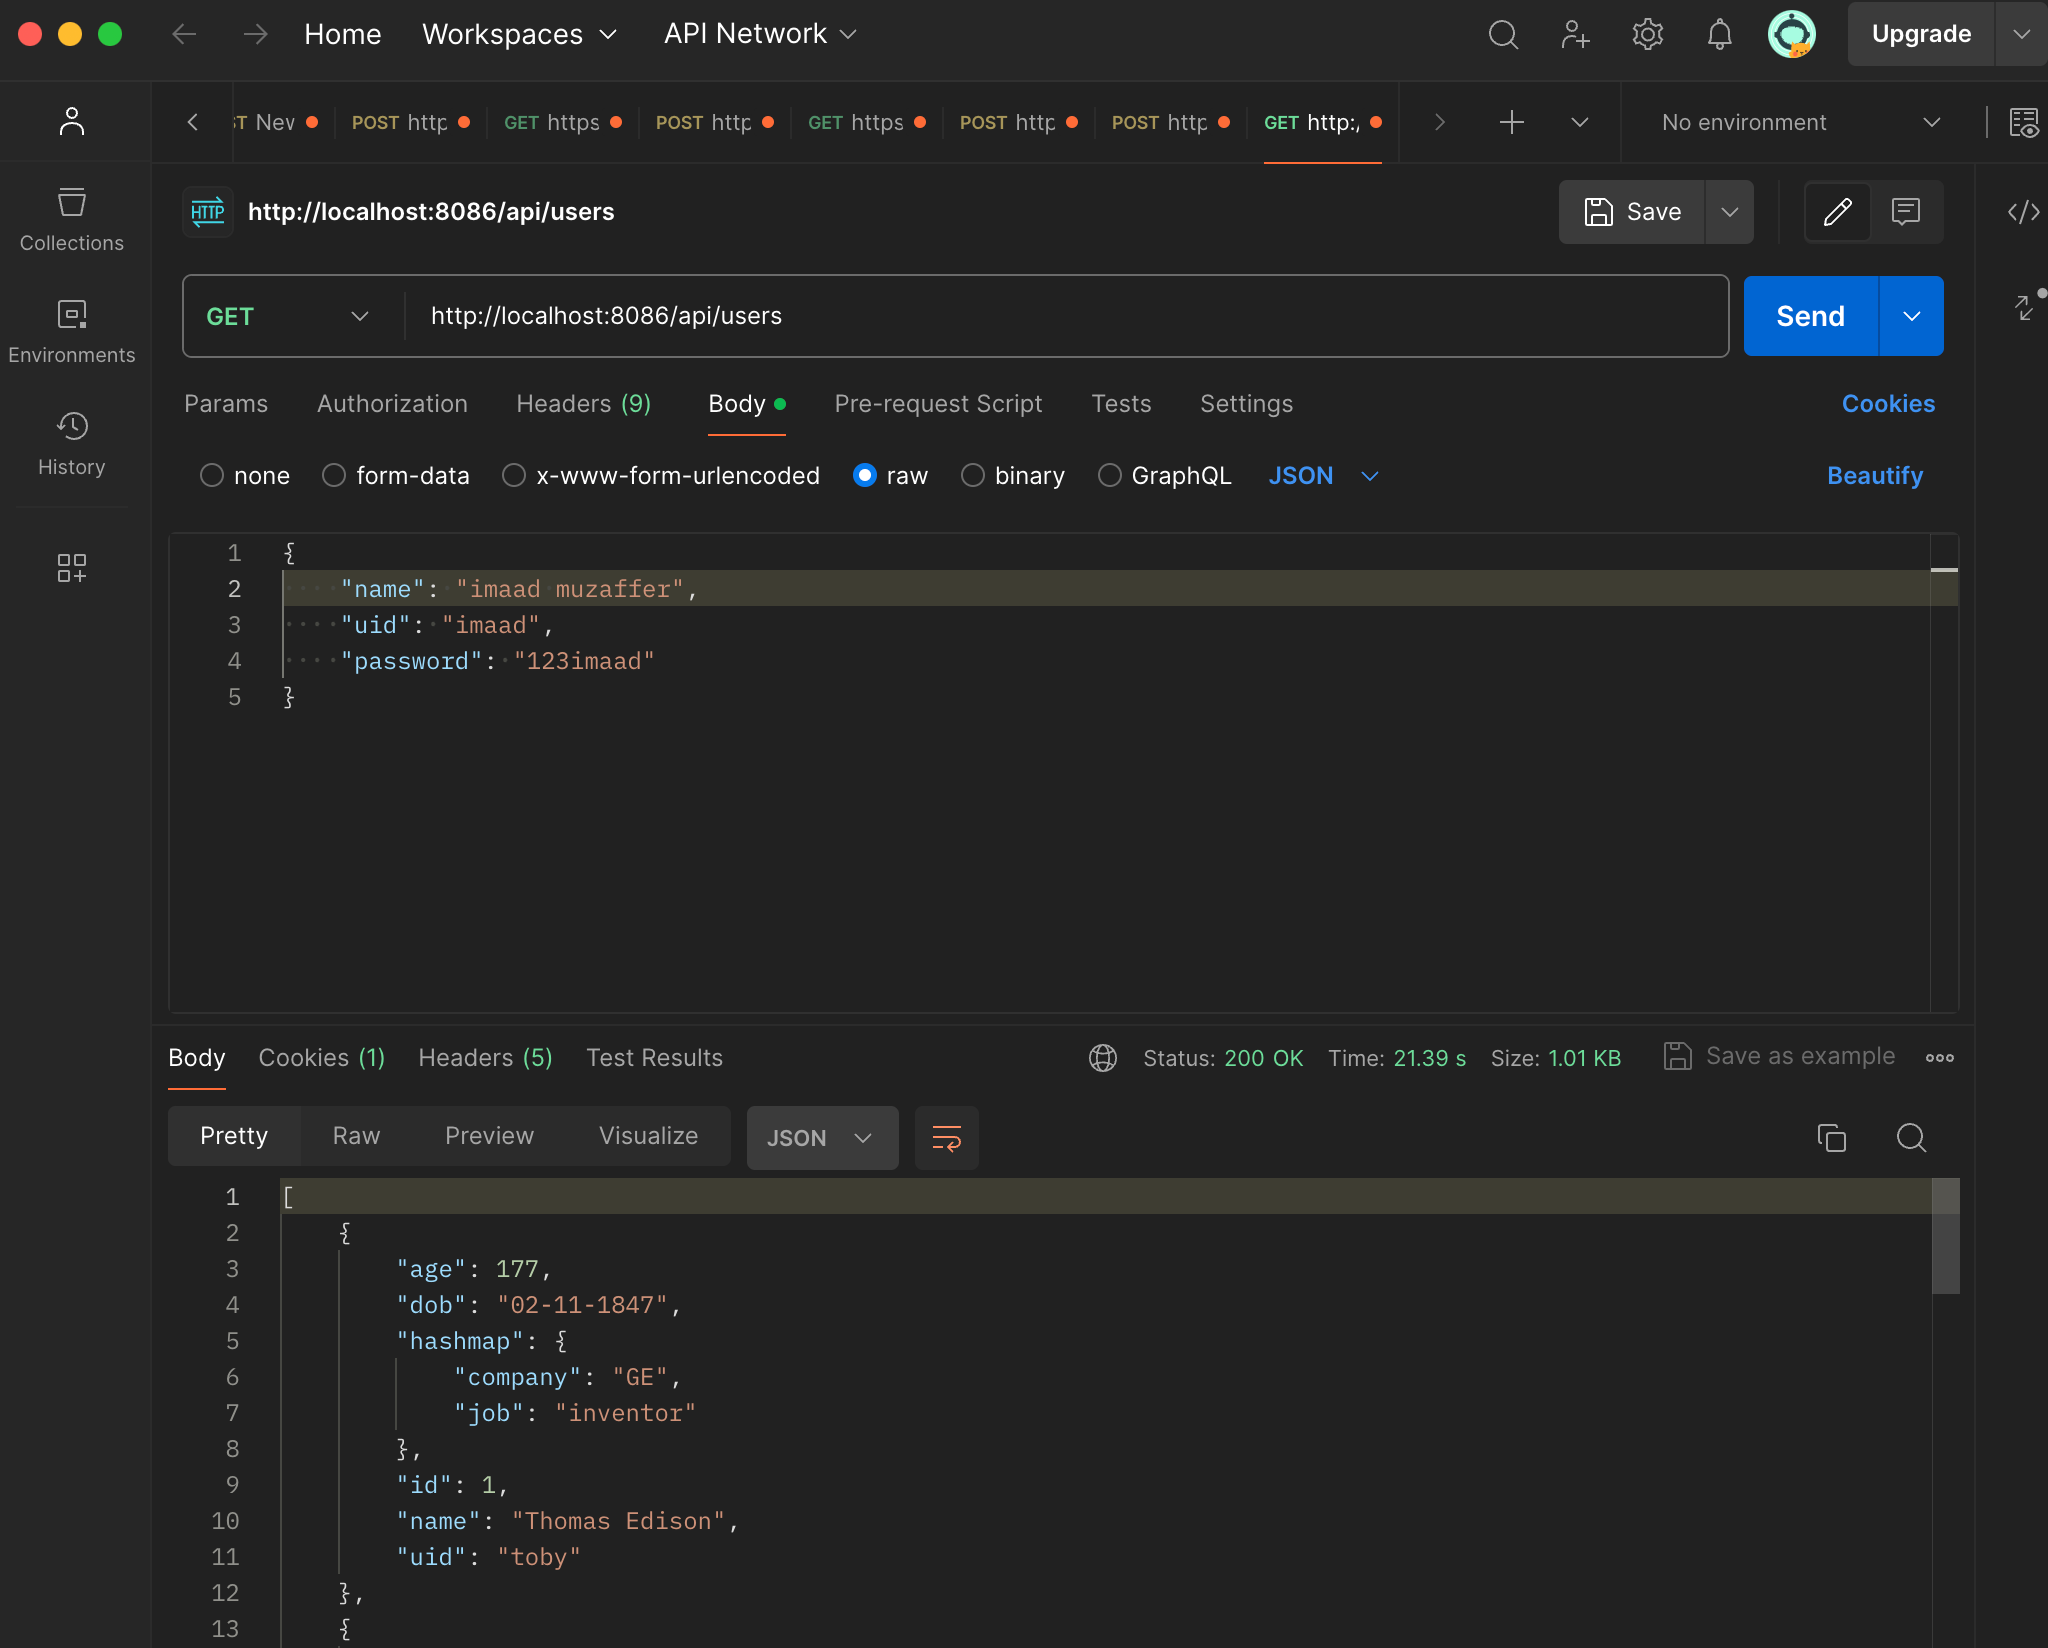 Home Workspaces API Network Upgrade
ST New POST http GET https POST http GET https POST http POST http GET http:/ No environment
HTTP http://localhost:8086/api/users Save
Collections
GET http://localhost:8086/api/users Send
Environments
Params Authorization Headers (9) Body Pre-request Script Tests Settings Cookies
History
none form-data x-www-form-urlencoded raw binary GraphQL JSON Beautify
1 {
2 "name": "imaad muzaffer",
3 "uid": "imaad",
4 "password": "123imaad"
5 }
Body Cookies (1) Headers (5) Test Results Status: 200 OK Time: 21.39 s Size: 1.01 KB Save as example
Pretty Raw Preview Visualize JSON
1 [
2 {
3 "age": 177,
4 "dob": "02-11-1847",
5 "hashmap": {
6 "company": "GE",
7 "job": "inventor"
8 },
9 "id": 1,
10 "name": "Thomas Edison",
11 "uid": "toby"
12 },
13 {